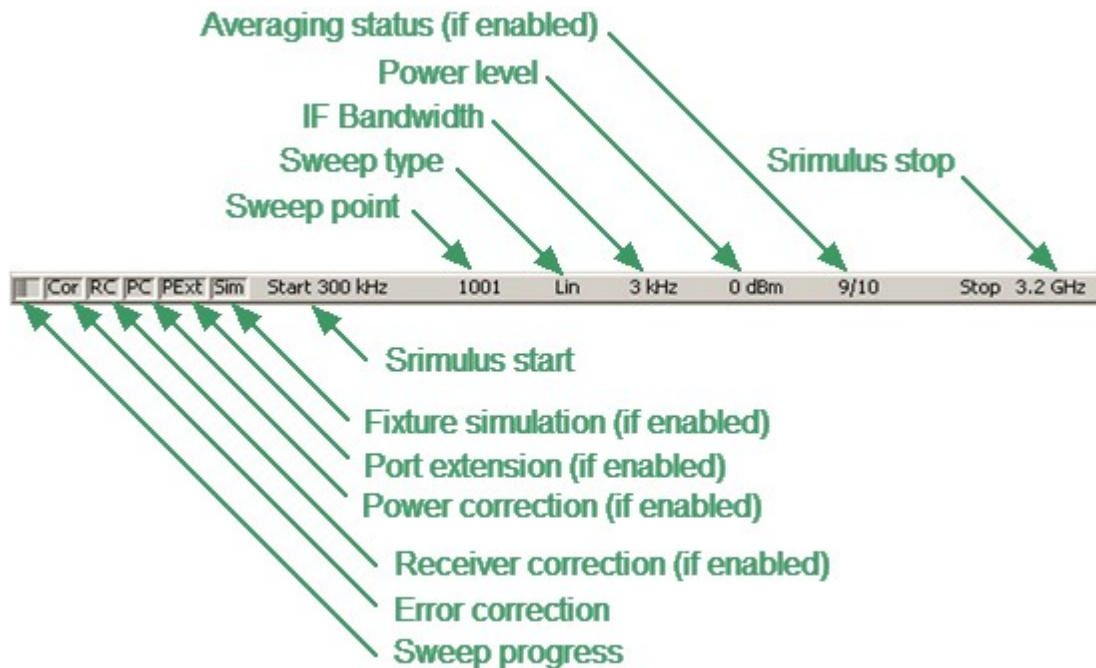 Averaging status (if enabled)
Power level
IF Bandwidth
Sweep type
Srimulus stop
Sweep point
Cor RC PC PExt Sim Start 300 kHz 1001 Lin 3 kHz 0 dBm 9/10 Stop 3.2 GHz
Srimulus start
Fixture simulation (if enabled)
Port extension (if enabled)
Power correction (if enabled)
Receiver correction (if enabled)
Error correction
Sweep progress